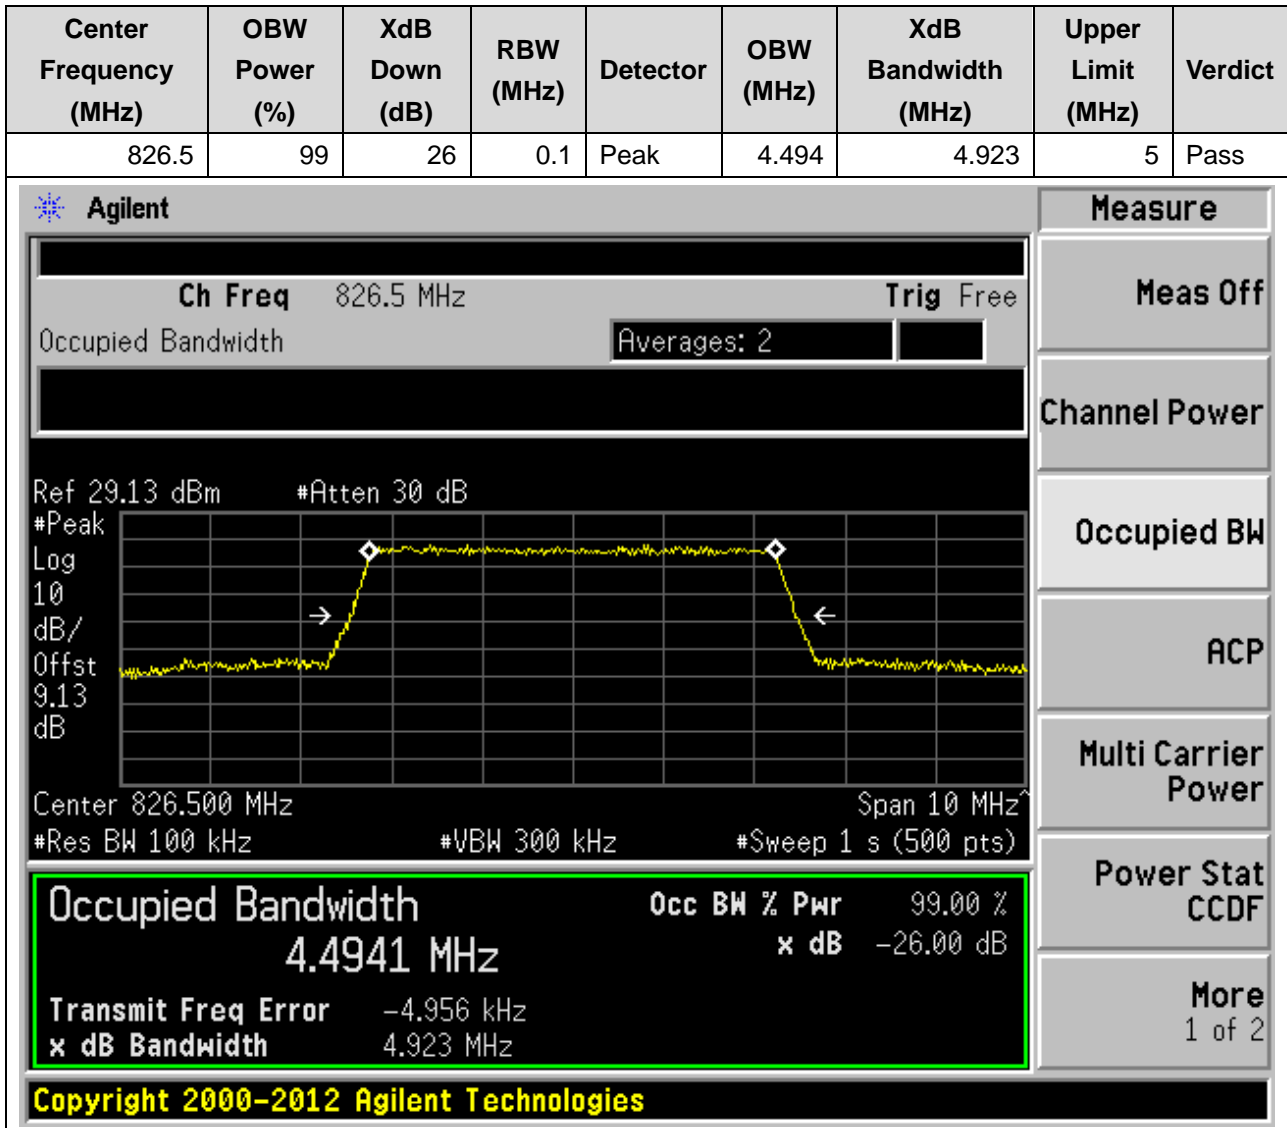 Center Frequency (MHz) OBW Power (%) XdB Down (dB) RBW (MHz) Detector OBW (MHz) XdB Bandwidth (MHz) Upper Limit (MHz) Verdict
826.5 99 26 0.1 Peak 4.494 4.923 5 Pass
Agilent
Measure
Ch Freq 826.5 MHz Trig Free
Meas Off
Occupied Bandwidth Averages: 2
Channel Power
Ref 29.13 dBm #Atten 30 dB
#Peak
Log
10
dB/
Offst
9.13
dB
Occupied BW
ACP
Multi Carrier
Power
Center 826.500 MHz Span 10 MHz^
#Res BW 100 kHz #VBW 300 kHz #Sweep 1 s (500 pts)
Power Stat
CCDF
Occupied Bandwidth Occ BW % Pwr 99.00 %
4.4941 MHz x dB -26.00 dB
Transmit Freq Error -4.956 kHz
x dB Bandwidth 4.923 MHz
More
1 of 2
Copyright 2000-2012 Agilent Technologies